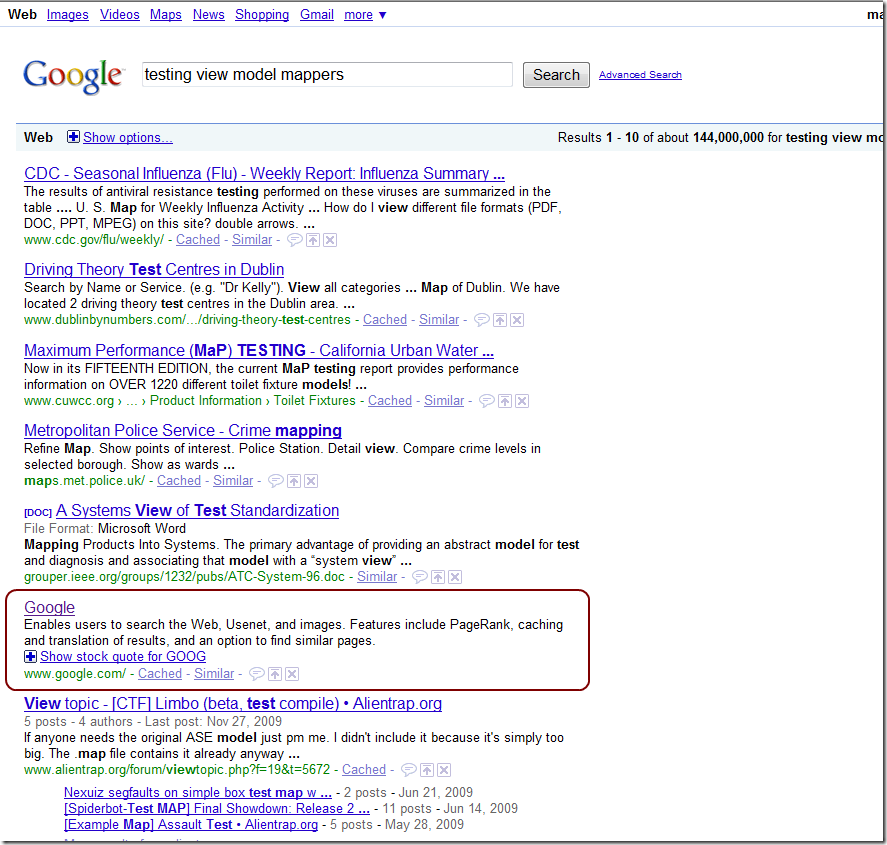 Web Images Videos Maps News Shopping Gmail more ▼ ma
Google testing view model mappers Search Advanced Search
Web Show options... Results 1 - 10 of about 144,000,000 for testing view mo
CDC - Seasonal Influenza (Flu) - Weekly Report: Influenza Summary ...
The results of antiviral resistance testing performed on these viruses are summarized in the
table .... U. S. Map for Weekly Influenza Activity ... How do I view different file formats (PDF,
DOC, PPT, MPEG) on this site? double arrows. ...
www.cdc.gov/flu/weekly/ - Cached - Similar -
Driving Theory Test Centres in Dublin
Search by Name or Service. (e.g. "Dr Kelly"). View all categories ... Map of Dublin. We have
located 2 driving theory test centres in the Dublin area. ...
www.dublinbynumbers.com/.../driving-theory-test-centres - Cached - Similar -
Maximum Performance (MaP) TESTING - California Urban Water ...
Now in its FIFTEENTH EDITION, the current MaP testing report provides performance
information on OVER 1220 different toilet fixture models! ...
www.cuwcc.org › ... › Product Information › Toilet Fixtures - Cached - Similar -
Metropolitan Police Service - Crime mapping
Refine Map. Show points of interest. Police Station. Detail view. Compare crime levels in
selected borough. Show as wards ...
maps.met.police.uk/ - Cached - Similar -
[DOC] A Systems View of Test Standardization
File Format: Microsoft Word
Mapping Products Into Systems. The primary advantage of providing an abstract model for test
and diagnosis and associating that model with a “system view” ...
grouper.ieee.org/groups/1232/pubs/ATC-System-96.doc - Similar -
Google
Enables users to search the Web, Usenet, and images. Features include PageRank, caching
and translation of results, and an option to find similar pages.
Show stock quote for GOOG
www.google.com/ - Cached - Similar -
View topic - [CTF] Limbo (beta, test compile) • Alientrap.org
5 posts - 4 authors - Last post: Nov 27, 2009
If anyone needs the original ASE model just pm me. I didn't include it because it's simply too
big. The .map file contains it already anyway ...
www.alientrap.org/forum/viewtopic.php?f=19&t=5672 - Cached -
Nexuiz segfaults on simple box test map w ... - 2 posts - Jun 21, 2009
[Spiderbot-Test MAP] Final Showdown: Release 2 ... - 11 posts - Jun 14, 2009
[Example Map] Assault Test • Alientrap.org - 5 posts - May 28, 2009